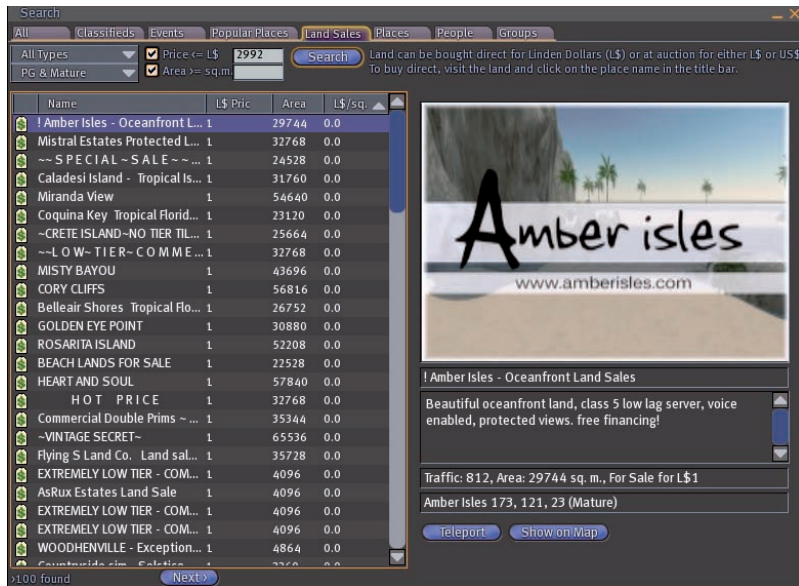 Search
All Classifieds Events Popular Places Land Sales Places People Groups
All Types Price <= L$ 2992 Search Land can be bought direct for Linden Dollars (L$) or at auction for either L$ or US$
PG & Mature Area >= sq.m. To buy direct, visit the land and click on the place name in the title bar.
Name L$ Pric Area L$/sq.
! Amber Isles - Oceanfront L... 1 29744 0.0
Mistral Estates Protected L... 1 32768 0.0
~~ S P E C I A L ~ S A L E ~ ~ ... 1 24528 0.0
Caladesi Island - Tropical Is... 1 31760 0.0
Miranda View 1 54640 0.0
Coquina Key Tropical Florid... 1 23120 0.0
~CRETE ISLAND~NO TIER TIL... 1 25664 0.0
~~L O W~ T I E R~ C O M M E ... 1 32768 0.0
MISTY BAYOU 1 43696 0.0
CORY CLIFFS 1 56816 0.0
Belleair Shores Tropical Flo... 1 26752 0.0
GOLDEN EYE POINT 1 30880 0.0
ROSARITA ISLAND 1 52208 0.0
BEACH LANDS FOR SALE 1 22528 0.0
HEART AND SOUL 1 57840 0.0
H O T P R I C E 1 32768 0.0
Commercial Double Prims ~ ... 1 35344 0.0
~VINTAGE SECRET~ 1 65536 0.0
Flying S Land Co. Land sal... 1 35728 0.0
EXTREMELY LOW TIER - COM... 1 4096 0.0
AsRux Estates Land Sale 1 4096 0.0
EXTREMELY LOW TIER - COM... 1 4096 0.0
EXTREMELY LOW TIER - COM... 1 4096 0.0
WOODHENVILLE - Exception... 1 4864 0.0
>100 found Next>
Amber isles
www.amberisles.com
! Amber Isles - Oceanfront Land Sales
Beautiful oceanfront land, class 5 low lag server, voice
enabled, protected views. free financing!
Traffic: 812, Area: 29744 sq. m., For Sale for L$1
Amber Isles 173, 121, 23 (Mature)
Teleport Show on Map